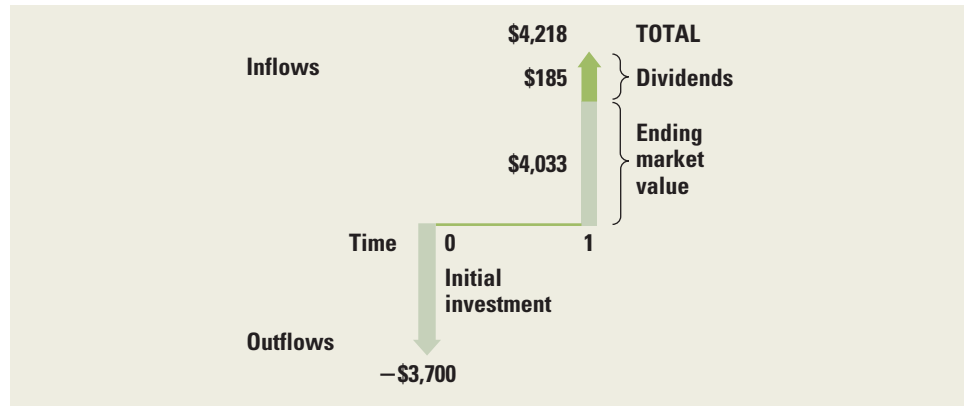 $4,218 TOTAL
Inflows
$185 Dividends
$4,033
Ending
market
value
Time 0 1
Initial
investment
Outflows
−$3,700